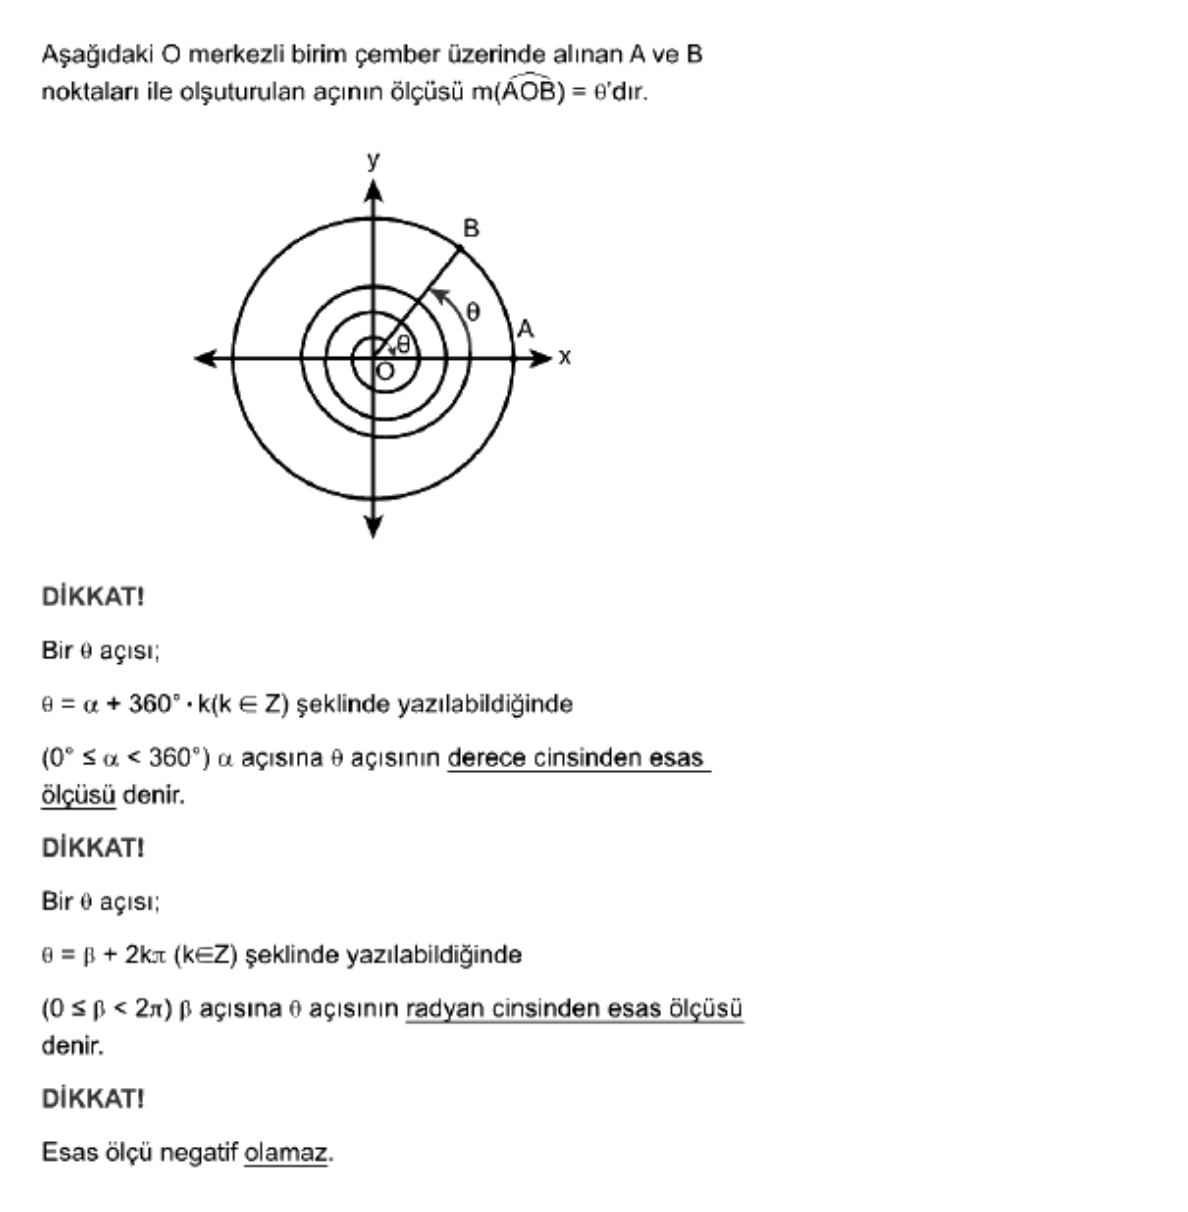 Aşağıdaki O merkezli birim çember üzerinde alınan A ve B
noktaları ile olşuturulan açının ölçüsü m(AOB) = θ'dır.
y
B
θ
A
θ
x
O
DİKKAT!
Bir θ açısı;
θ = α + 360° · k(k ∈ Z) şeklinde yazılabildiğinde
(0° ≤ α < 360°) α açısına θ açısının derece cinsinden esas
ölçüsü denir.
DİKKAT!
Bir θ açısı;
θ = β + 2kπ (k∈Z) şeklinde yazılabildiğinde
(0 ≤ β < 2π) β açısına θ açısının radyan cinsinden esas ölçüsü
denir.
DİKKAT!
Esas ölçü negatif olamaz.